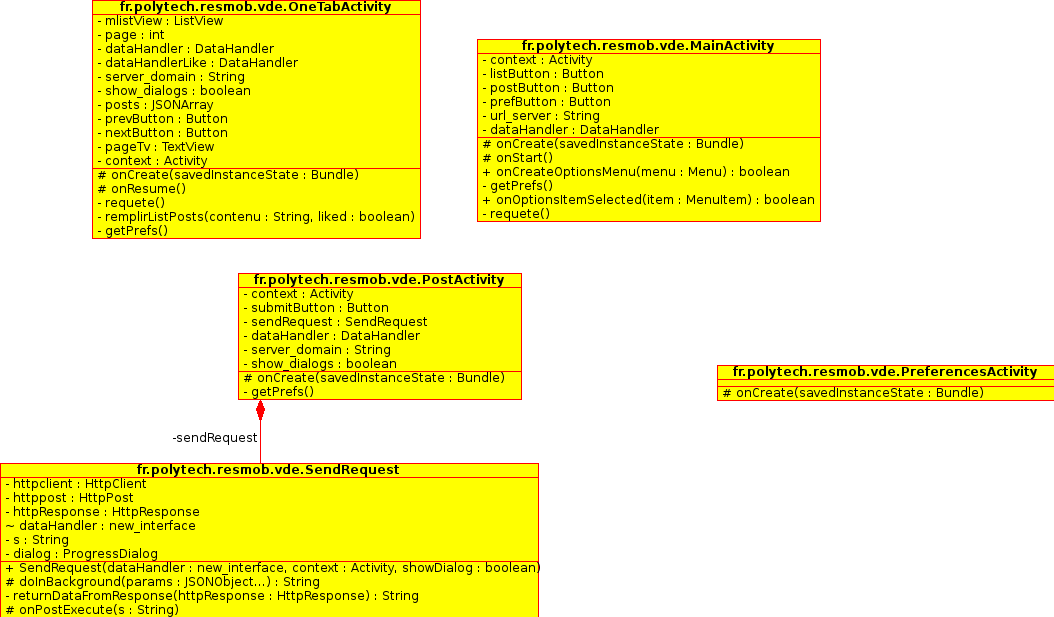 fr.polytech.resmob.vde.OneTabActivity
- mlistView : ListView
- page : int
- dataHandler : DataHandler
- dataHandlerLike : DataHandler
- server_domain : String
- show_dialogs : boolean
- posts : JSONArray
- prevButton : Button
- nextButton : Button
- pageTv : TextView
- context : Activity
# onCreate(savedInstanceState : Bundle)
# onResume()
- requete()
- remplirListPosts(contenu : String, liked : boolean)
- getPrefs()
fr.polytech.resmob.vde.MainActivity
- context : Activity
- listButton : Button
- postButton : Button
- prefButton : Button
- url_server : String
- dataHandler : DataHandler
# onCreate(savedInstanceState : Bundle)
# onStart()
+ onCreateOptionsMenu(menu : Menu) : boolean
- getPrefs()
+ onOptionsItemSelected(item : MenuItem) : boolean
- requete()
fr.polytech.resmob.vde.PostActivity
- context : Activity
- submitButton : Button
- sendRequest : SendRequest
- dataHandler : DataHandler
- server_domain : String
- show_dialogs : boolean
# onCreate(savedInstanceState : Bundle)
- getPrefs()
fr.polytech.resmob.vde.PreferencesActivity
# onCreate(savedInstanceState : Bundle)
-sendRequest
fr.polytech.resmob.vde.SendRequest
- httpclient : HttpClient
- httppost : HttpPost
- httpResponse : HttpResponse
~ dataHandler : new_interface
- s : String
- dialog : ProgressDialog
+ SendRequest(dataHandler : new_interface, context : Activity, showDialog : boolean)
# doInBackground(params : JSONObject...) : String
- returnDataFromResponse(httpResponse : HttpResponse) : String
# onPostExecute(s : String)